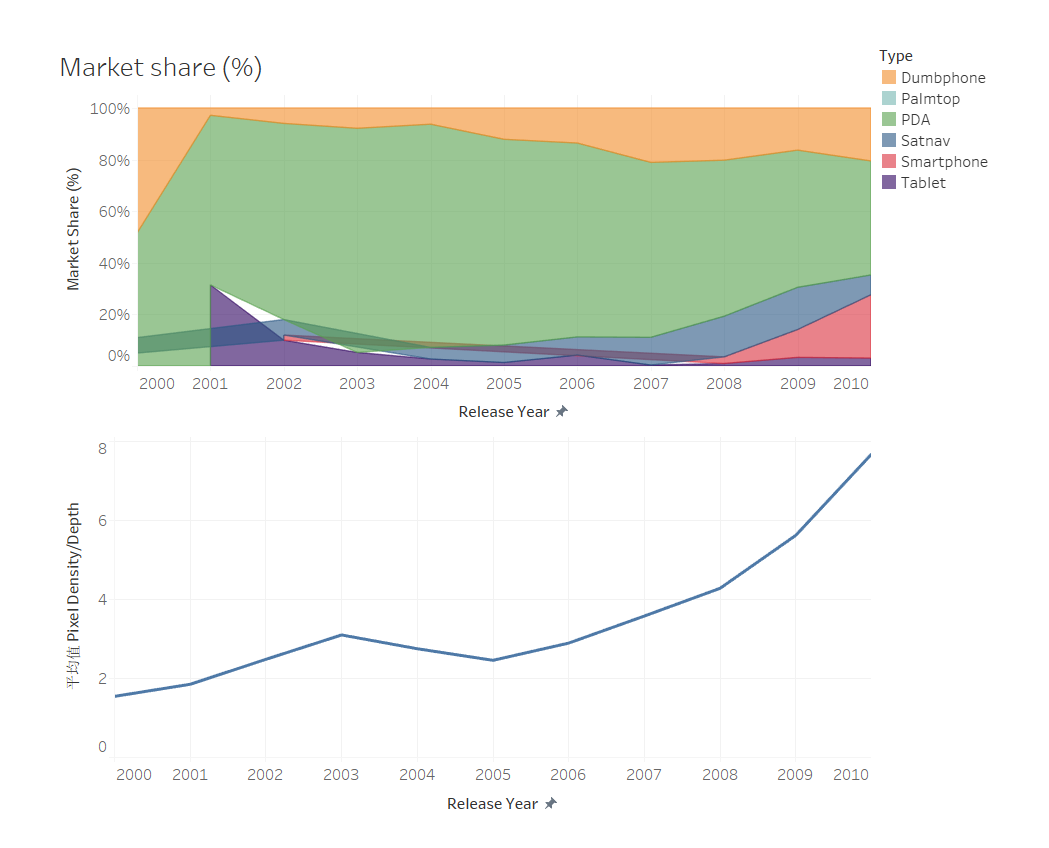 Market share (%)
Type
Dumbphone
Palmtop
PDA
Satnav
Smartphone
Tablet
Market Share (%)
100%
80%
60%
40%
20%
0%
2000 2001 2002 2003 2004 2005 2006 2007 2008 2009 2010
Release Year
平均值 Pixel Density/Depth
8
6
4
2
0
2000 2001 2002 2003 2004 2005 2006 2007 2008 2009 2010
Release Year